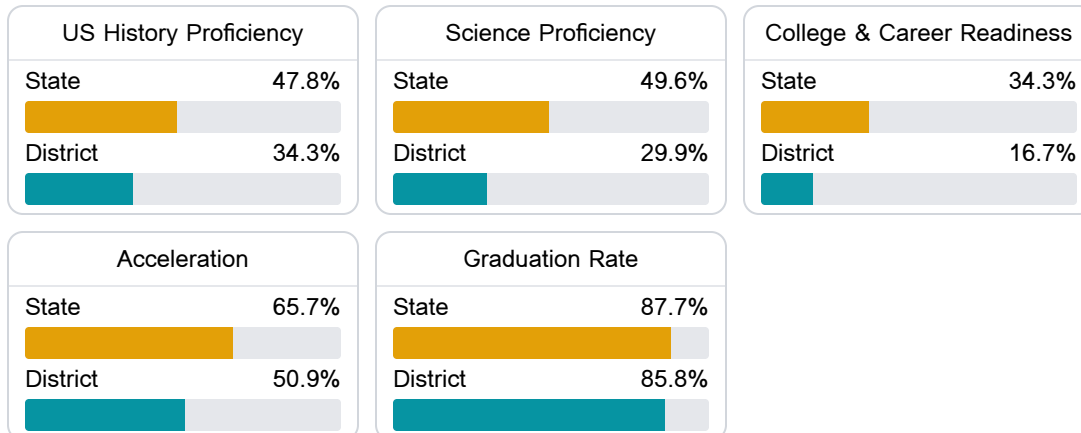 US History Proficiency
State 47.8%
District 34.3%
Science Proficiency
State 49.6%
District 29.9%
College & Career Readiness
State 34.3%
District 16.7%
Acceleration
State 65.7%
District 50.9%
Graduation Rate
State 87.7%
District 85.8%